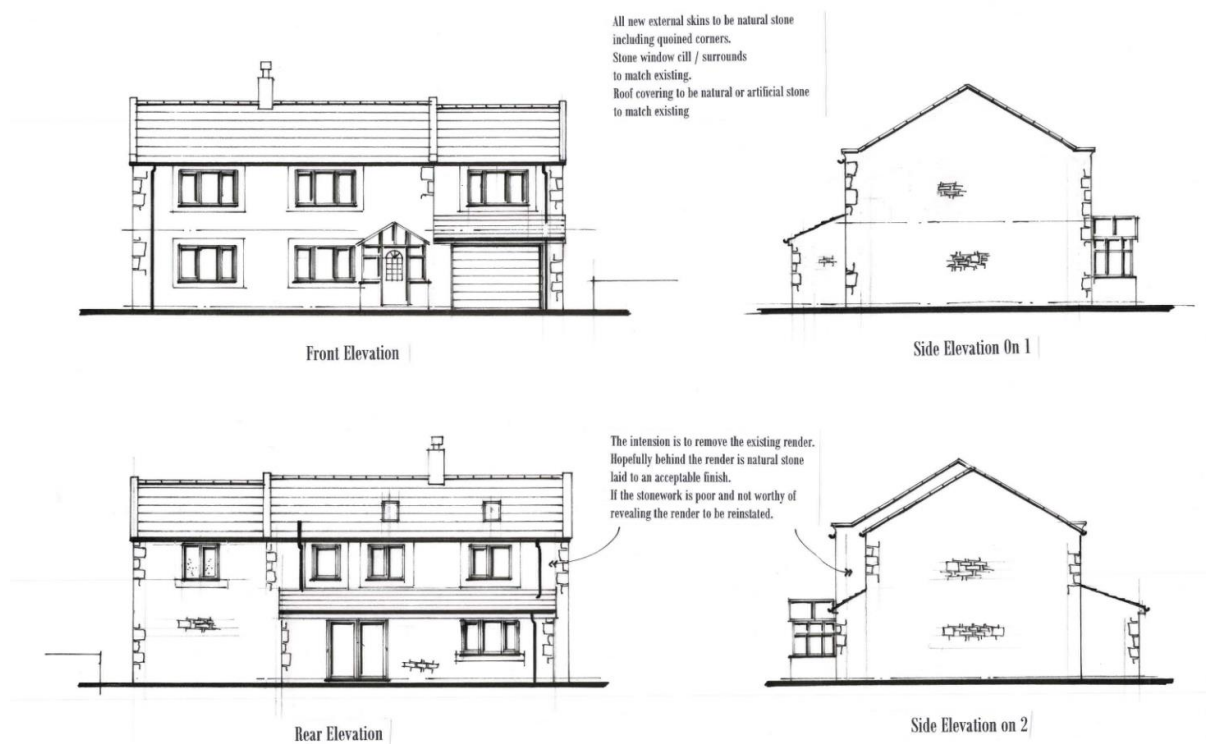 All new external skins to be natural stone
including quoined corners.
Stone window cill / surrounds
to match existing.
Roof covering to be natural or artificial stone
to match existing
Front Elevation
Side Elevation On 1
The intension is to remove the existing render.
Hopefully behind the render is natural stone
laid to an acceptable finish.
If the stonework is poor and not worthy of
revealing the render to be reinstated.
Rear Elevation
Side Elevation on 2